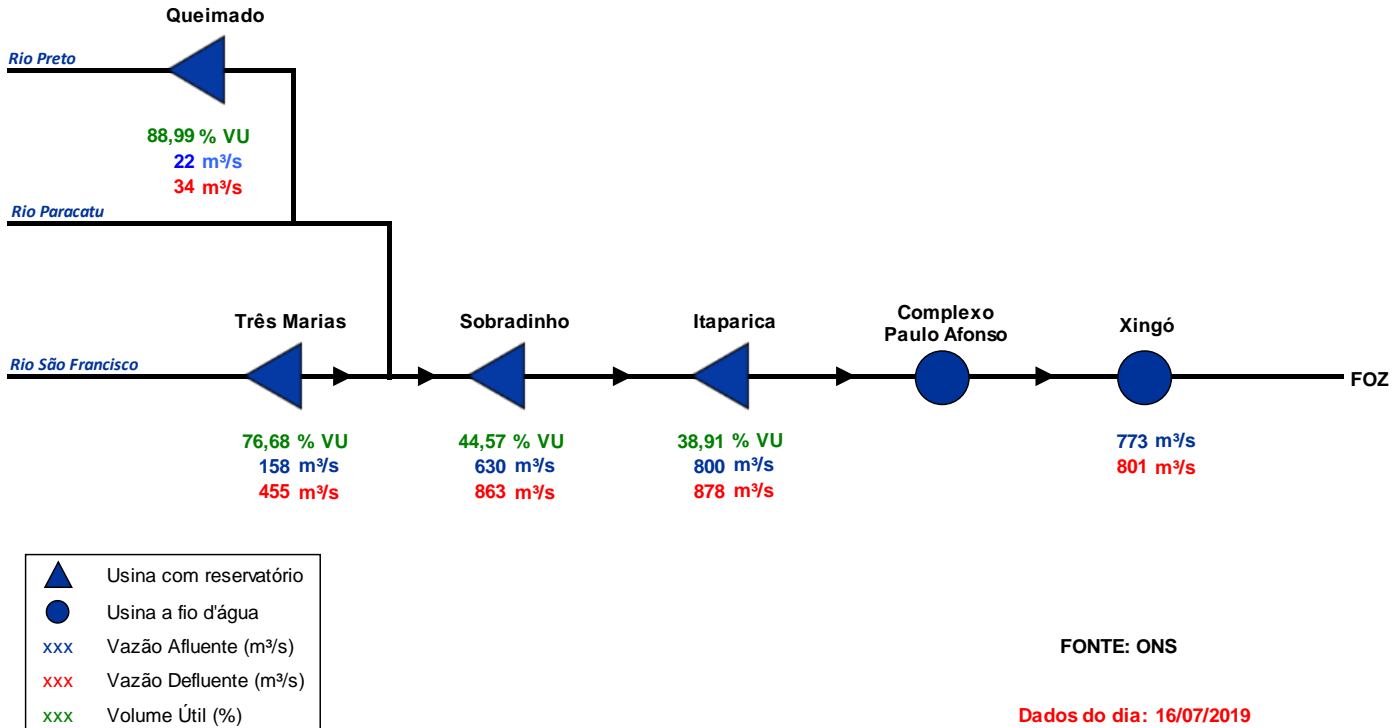 Queimado
Rio Preto
88,99 % VU
22 m³/s
34 m³/s
Rio Paracatu
Três Marias
Sobradinho
Itaparica
Complexo
Paulo Afonso
Xingó
Rio São Francisco
FOZ
76,68 % VU
158 m³/s
455 m³/s
44,57 % VU
630 m³/s
863 m³/s
38,91 % VU
800 m³/s
878 m³/s
773 m³/s
801 m³/s
Usina com reservatório
Usina a fio d'água
xxx Vazão Afluente (m³/s)
xxx Vazão Defluente (m³/s)
xxx Volume Útil (%)
FONTE: ONS
Dados do dia: 16/07/2019